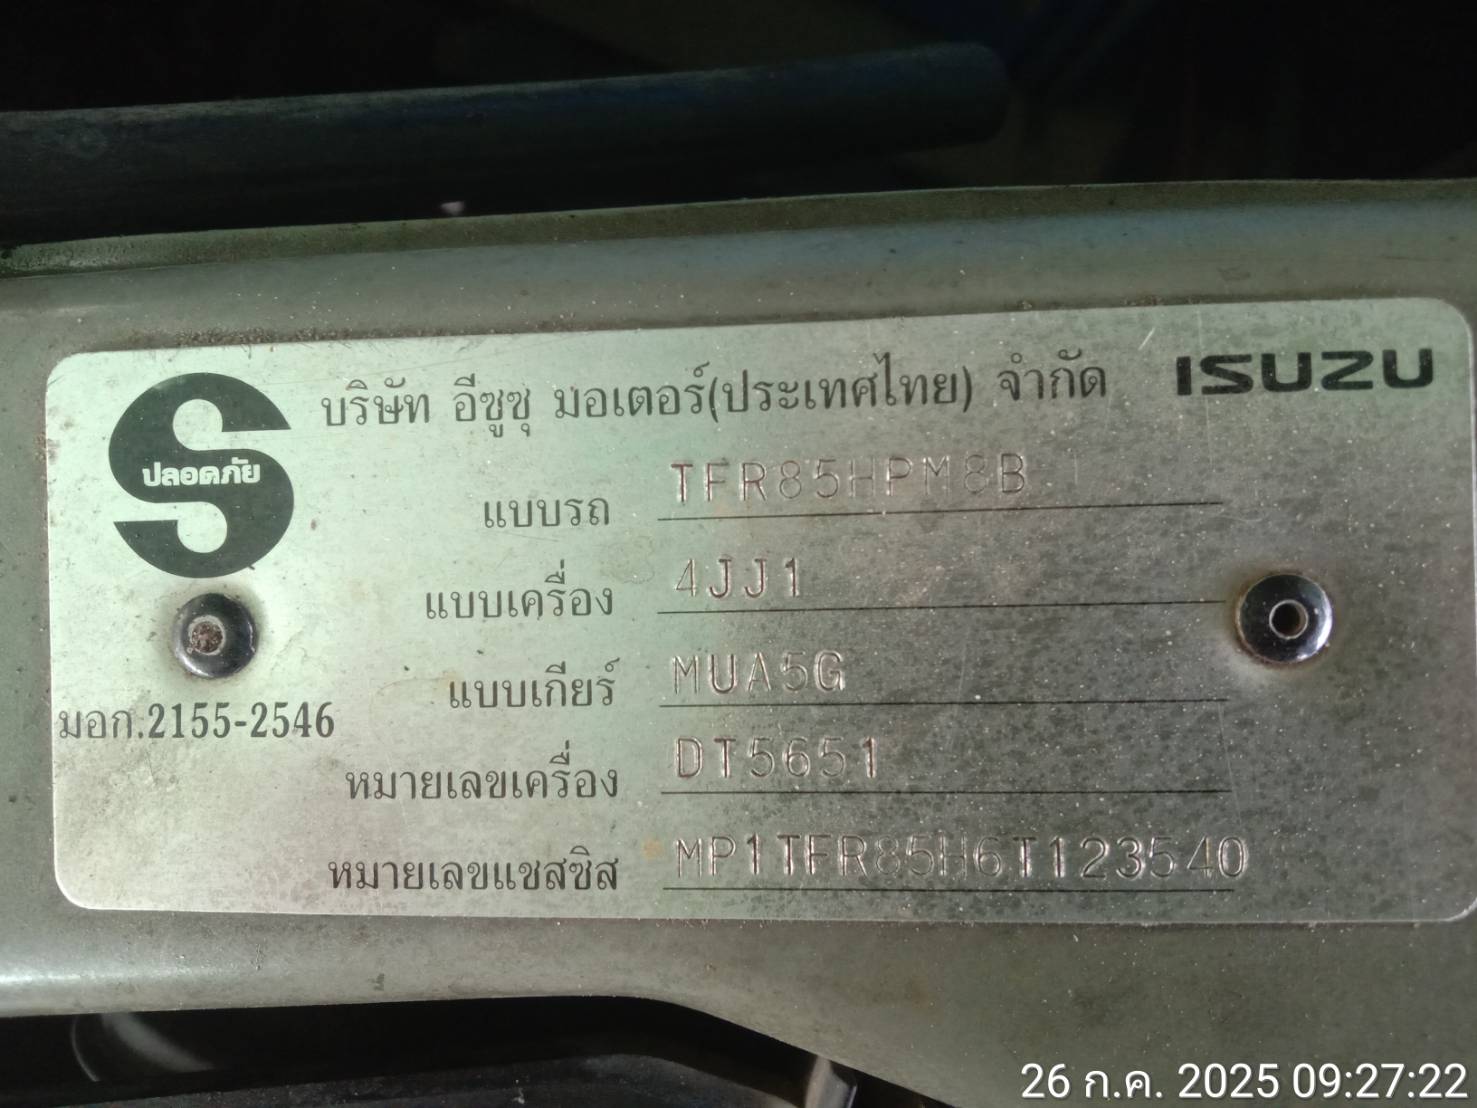 บริษัท อีซูซุ มอเตอร์(ประเทศไทย) จำกัด ISUZU
ปลอดภัย
แบบรถ TFR85HPM8B
แบบเครื่อง 4JJ1
แบบเกียร์ MUA5G
มอก.2155-2546
หมายเลขเครื่อง DT5651
หมายเลขแชสซิส MP1TFR85H6T123540
26 ก.ค. 2025 09:27:22